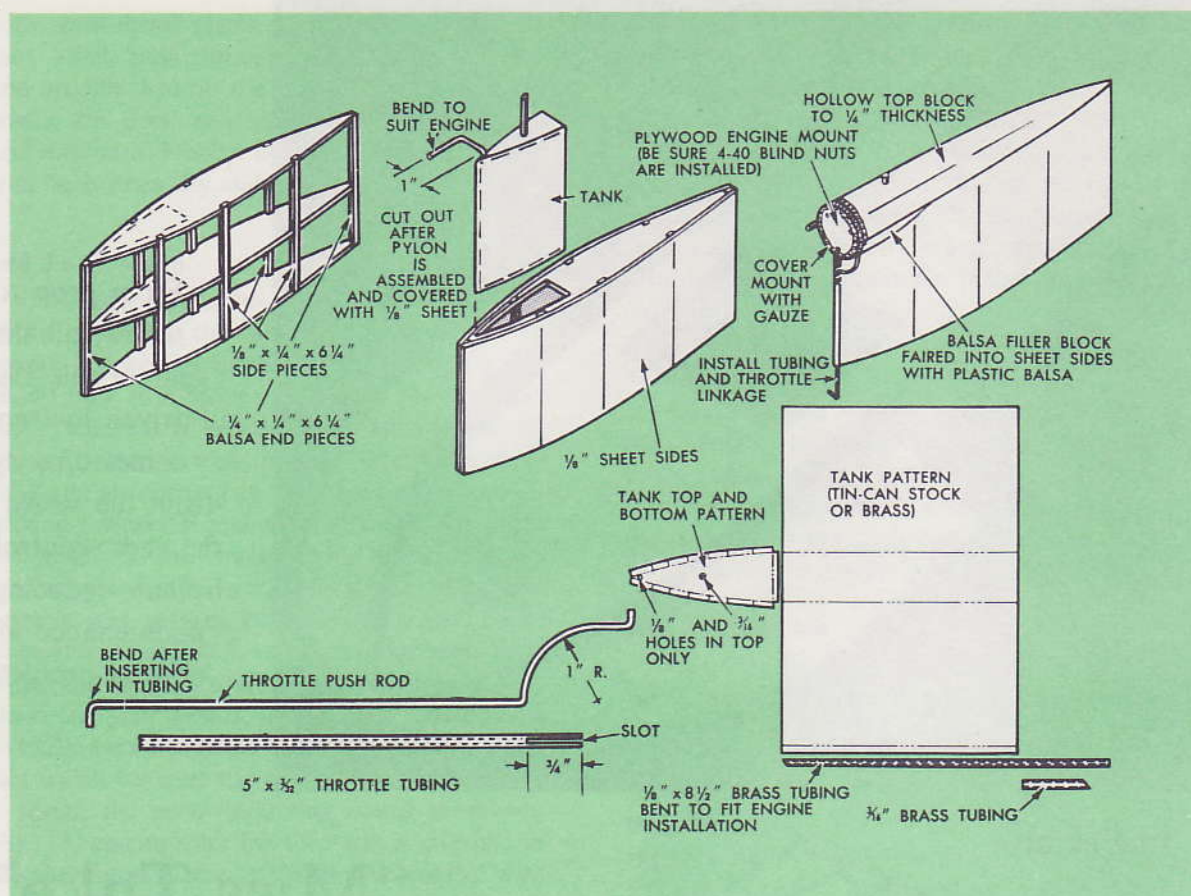 BEND TO
SUIT ENGINE
1"
TANK
CUT OUT
AFTER
PYLON
IS
ASSEMBLED
AND COVERED
WITH ⅛" SHEET
⅛" x ¼" x 6¼"
SIDE PIECES
¼" x ¼" x 6¼"
BALSA END PIECES
⅛" SHEET SIDES
HOLLOW TOP BLOCK
TO ¼" THICKNESS
PLYWOOD ENGINE MOUNT
(BE SURE 4-40 BLIND NUTS
ARE INSTALLED)
COVER
MOUNT
WITH
GAUZE
BALSA FILLER BLOCK
FAIRED INTO SHEET SIDES
WITH PLASTIC BALSA
INSTALL TUBING
AND THROTTLE
LINKAGE
TANK PATTERN
(TIN-CAN STOCK
OR BRASS)
TANK TOP AND
BOTTOM PATTERN
⅛" AND 3/16"
HOLES IN TOP
ONLY
BEND AFTER
INSERTING
IN TUBING
THROTTLE PUSH ROD
1" R.
SLOT
¾"
5" x 3/32" THROTTLE TUBING
⅛" x 8½" BRASS TUBING
BENT TO FIT ENGINE
INSTALLATION
3/16" BRASS TUBING